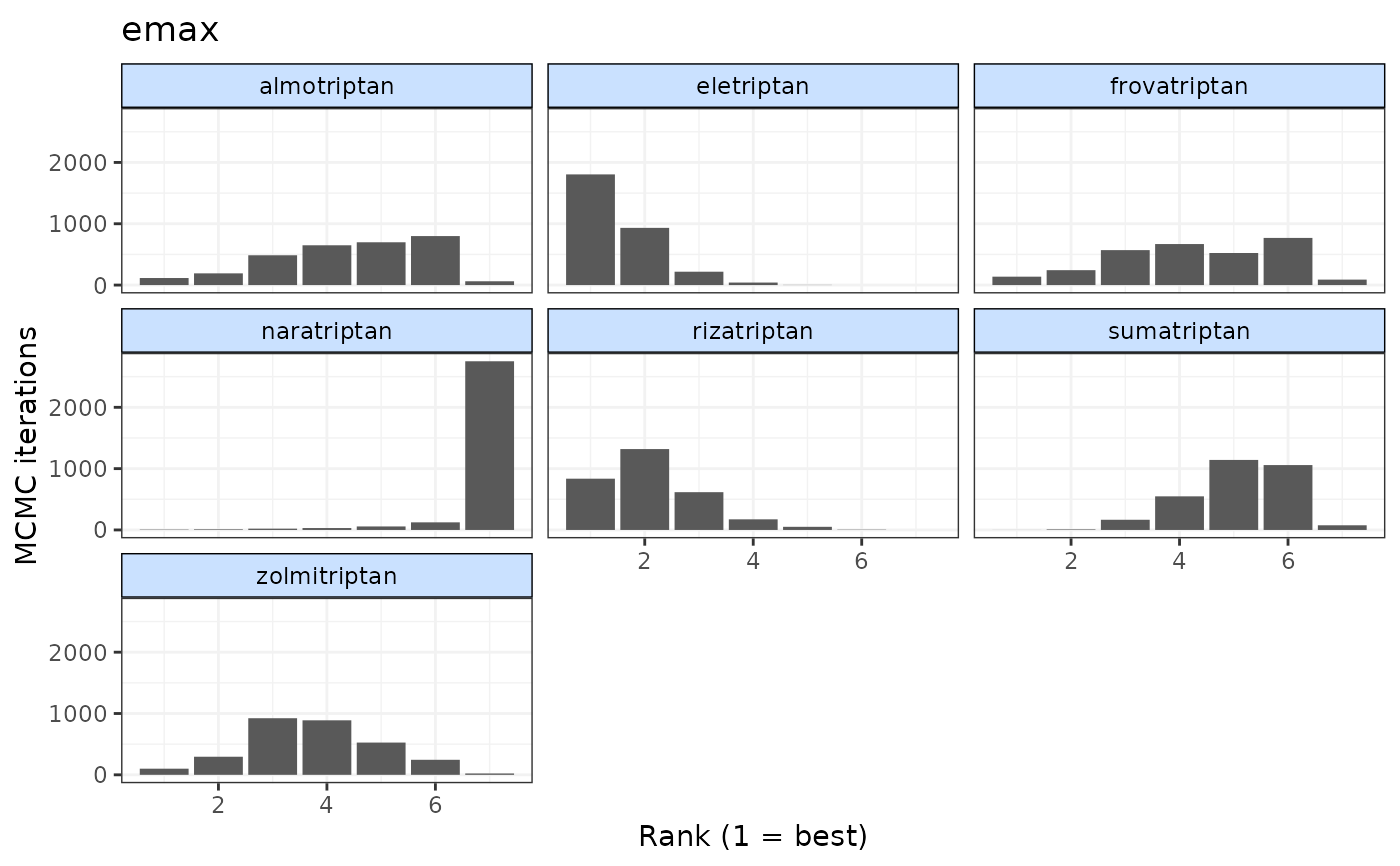 emax
almotriptan eletriptan frovatriptan
2000
1000
0
naratriptan rizatriptan sumatriptan
2000
1000
0
2 4 6 2 4 6
zolmitriptan
2000
1000
0
2 4 6
MCMC iterations
Rank (1 = best)